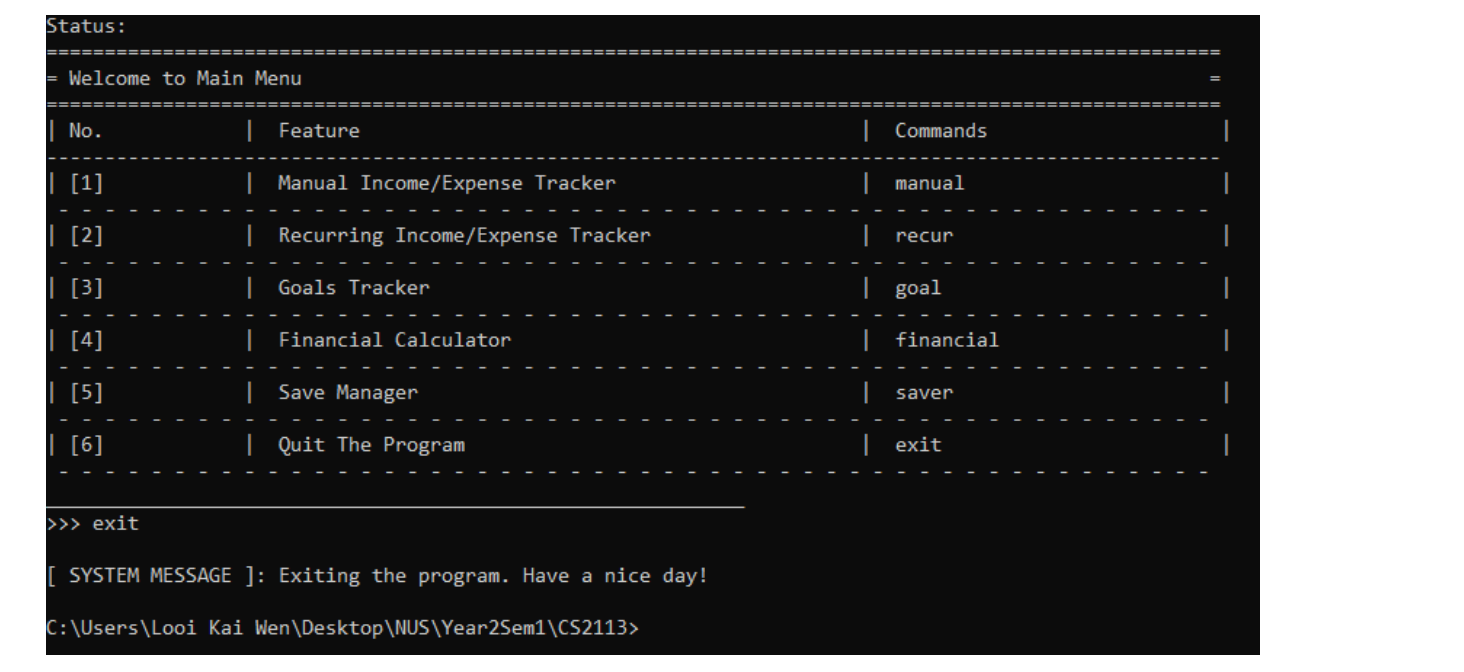 Status:
=====================================================================================================
= Welcome to Main Menu =
=====================================================================================================
| No. | Feature | Commands |
-----------------------------------------------------------------------------------------------------
| [1] | Manual Income/Expense Tracker | manual |
- - - - - - - - - - - - - - - - - - - - - - - - - - - - - - - - - - - - - - - - - - - - - - - - - -
| [2] | Recurring Income/Expense Tracker | recur |
- - - - - - - - - - - - - - - - - - - - - - - - - - - - - - - - - - - - - - - - - - - - - - - - - -
| [3] | Goals Tracker | goal |
- - - - - - - - - - - - - - - - - - - - - - - - - - - - - - - - - - - - - - - - - - - - - - - - - -
| [4] | Financial Calculator | financial |
- - - - - - - - - - - - - - - - - - - - - - - - - - - - - - - - - - - - - - - - - - - - - - - - - -
| [5] | Save Manager | saver |
- - - - - - - - - - - - - - - - - - - - - - - - - - - - - - - - - - - - - - - - - - - - - - - - - -
| [6] | Quit The Program | exit |
- - - - - - - - - - - - - - - - - - - - - - - - - - - - - - - - - - - - - - - - - - - - - - - - - -
____________________________________________________________
>>> exit
[ SYSTEM MESSAGE ]: Exiting the program. Have a nice day!
C:\Users\Looi Kai Wen\Desktop\NUS\Year2Sem1\CS2113>